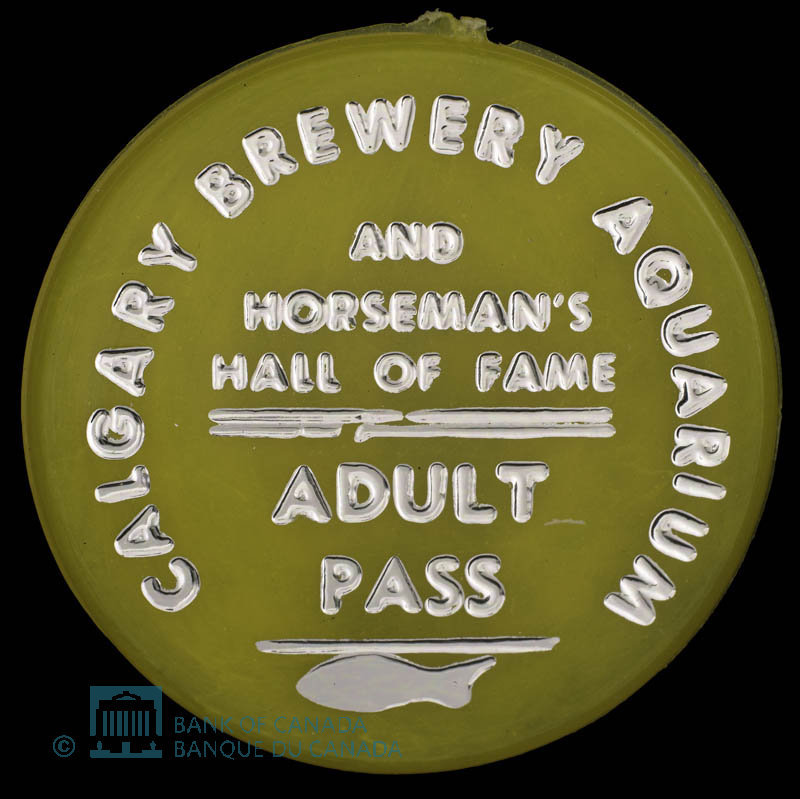 CALGARY BREWERY AQUARIUM
AND
HORSEMAN'S
HALL OF FAME
ADULT
PASS
© BANK OF CANADA
BANQUE DU CANADA